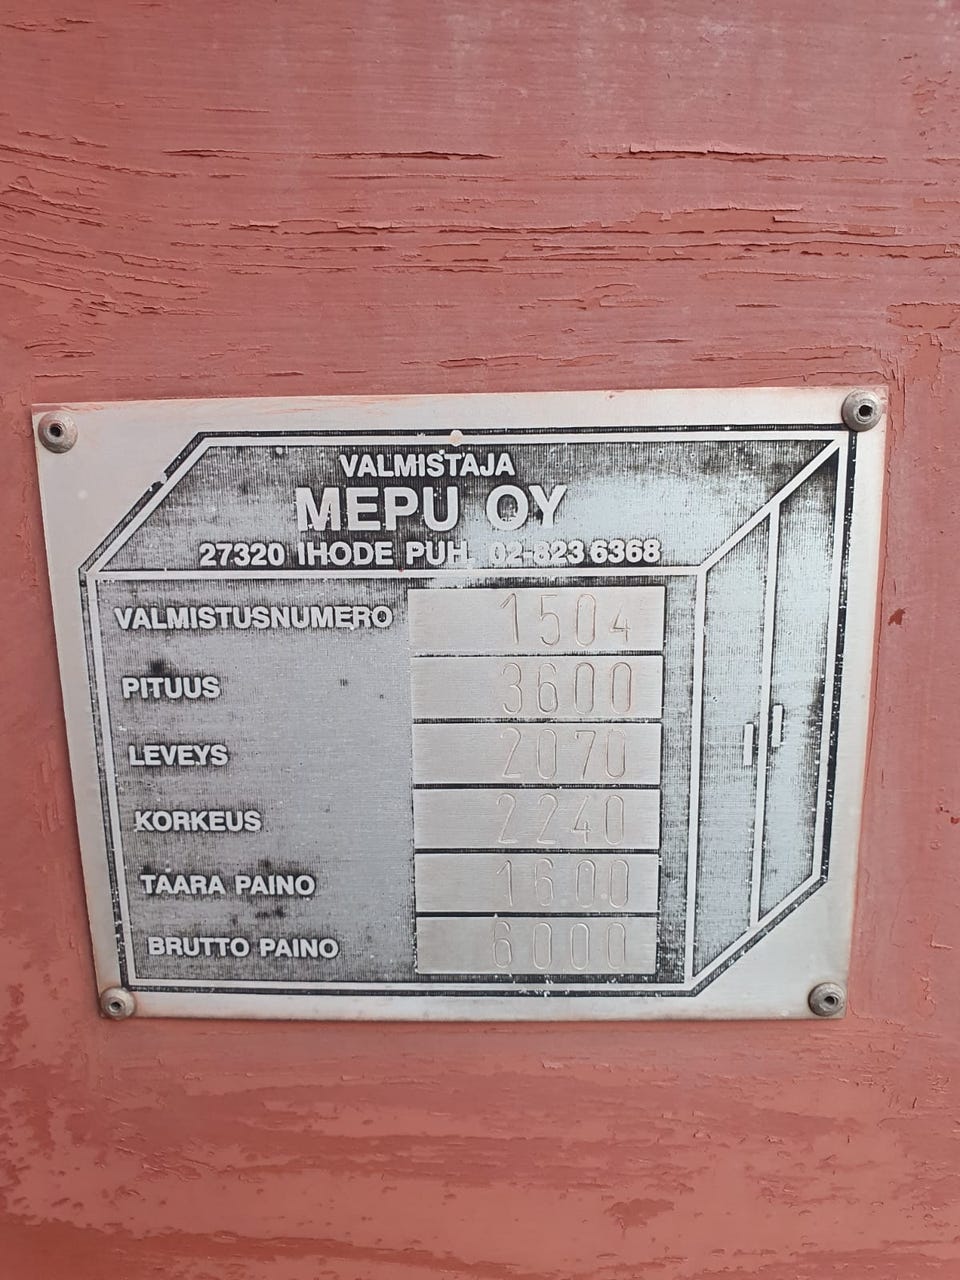 VALMISTAJA
MEPU OY
27320 IHODE PUH. 02-823 6368
VALMISTUSNUMERO 1504
PITUUS 3600
LEVEYS 2070
KORKEUS 2240
TAARA PAINO 1600
BRUTTO PAINO 6000